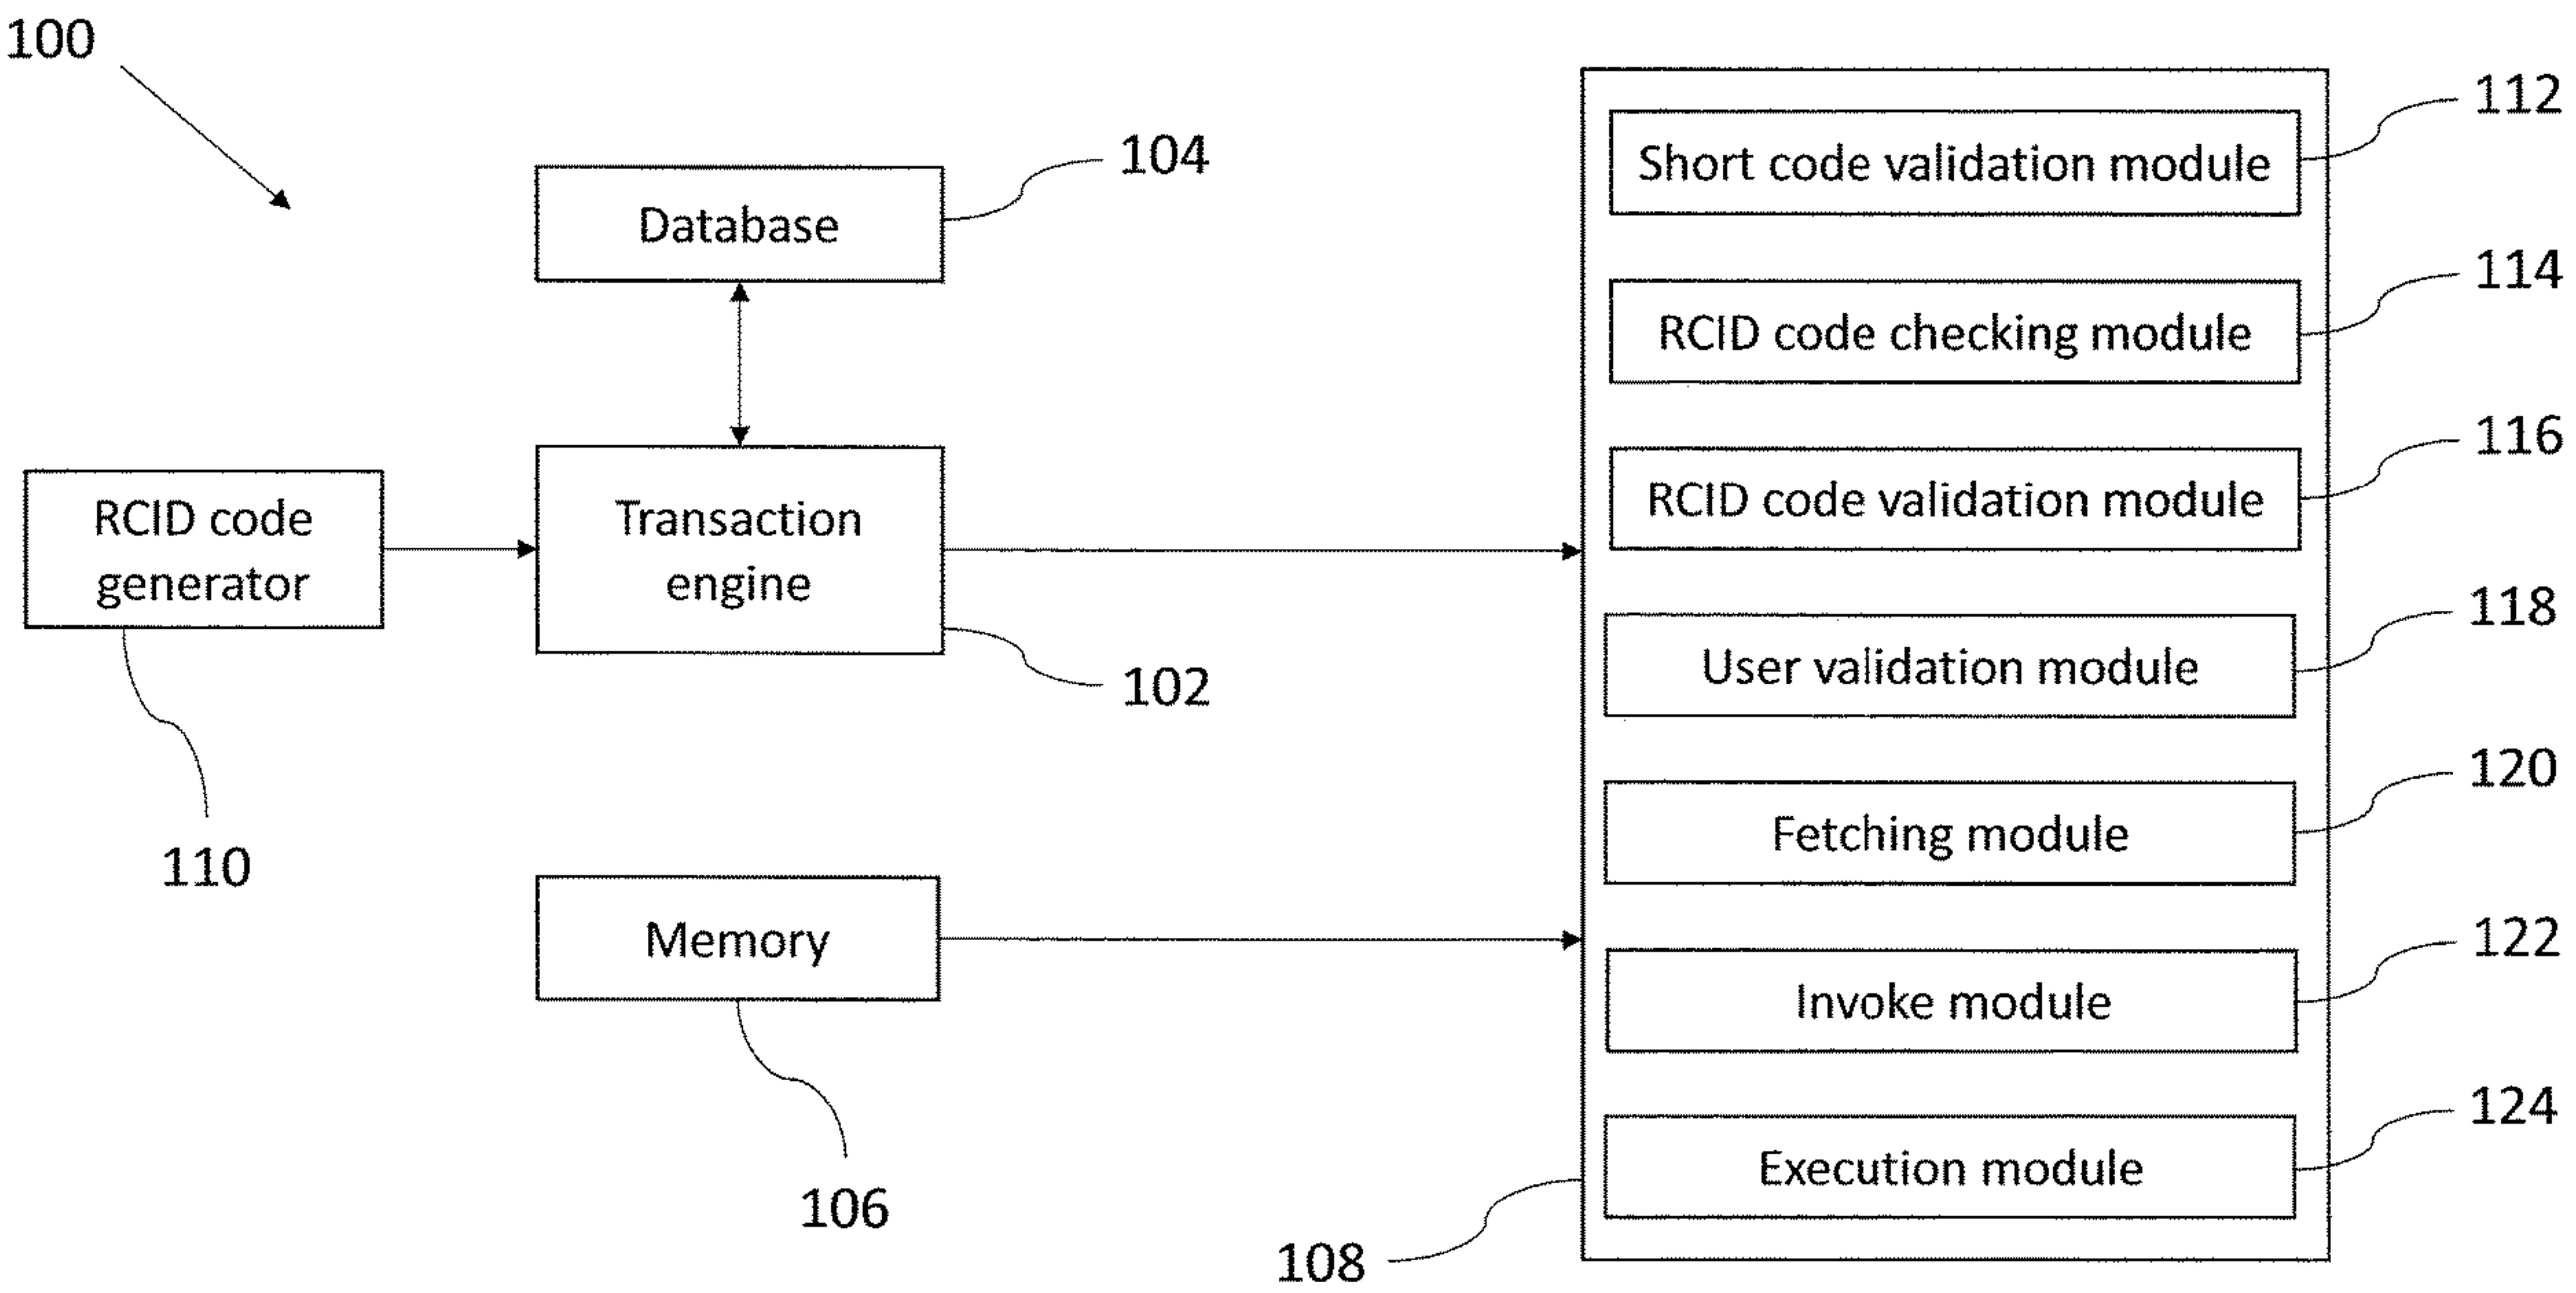 100
104
Database
RCID code
generator
110
Transaction
engine
102
Memory
106
108
Short code validation module
112
RCID code checking module
114
RCID code validation module
116
User validation module
118
Fetching module
120
Invoke module
122
Execution module
124